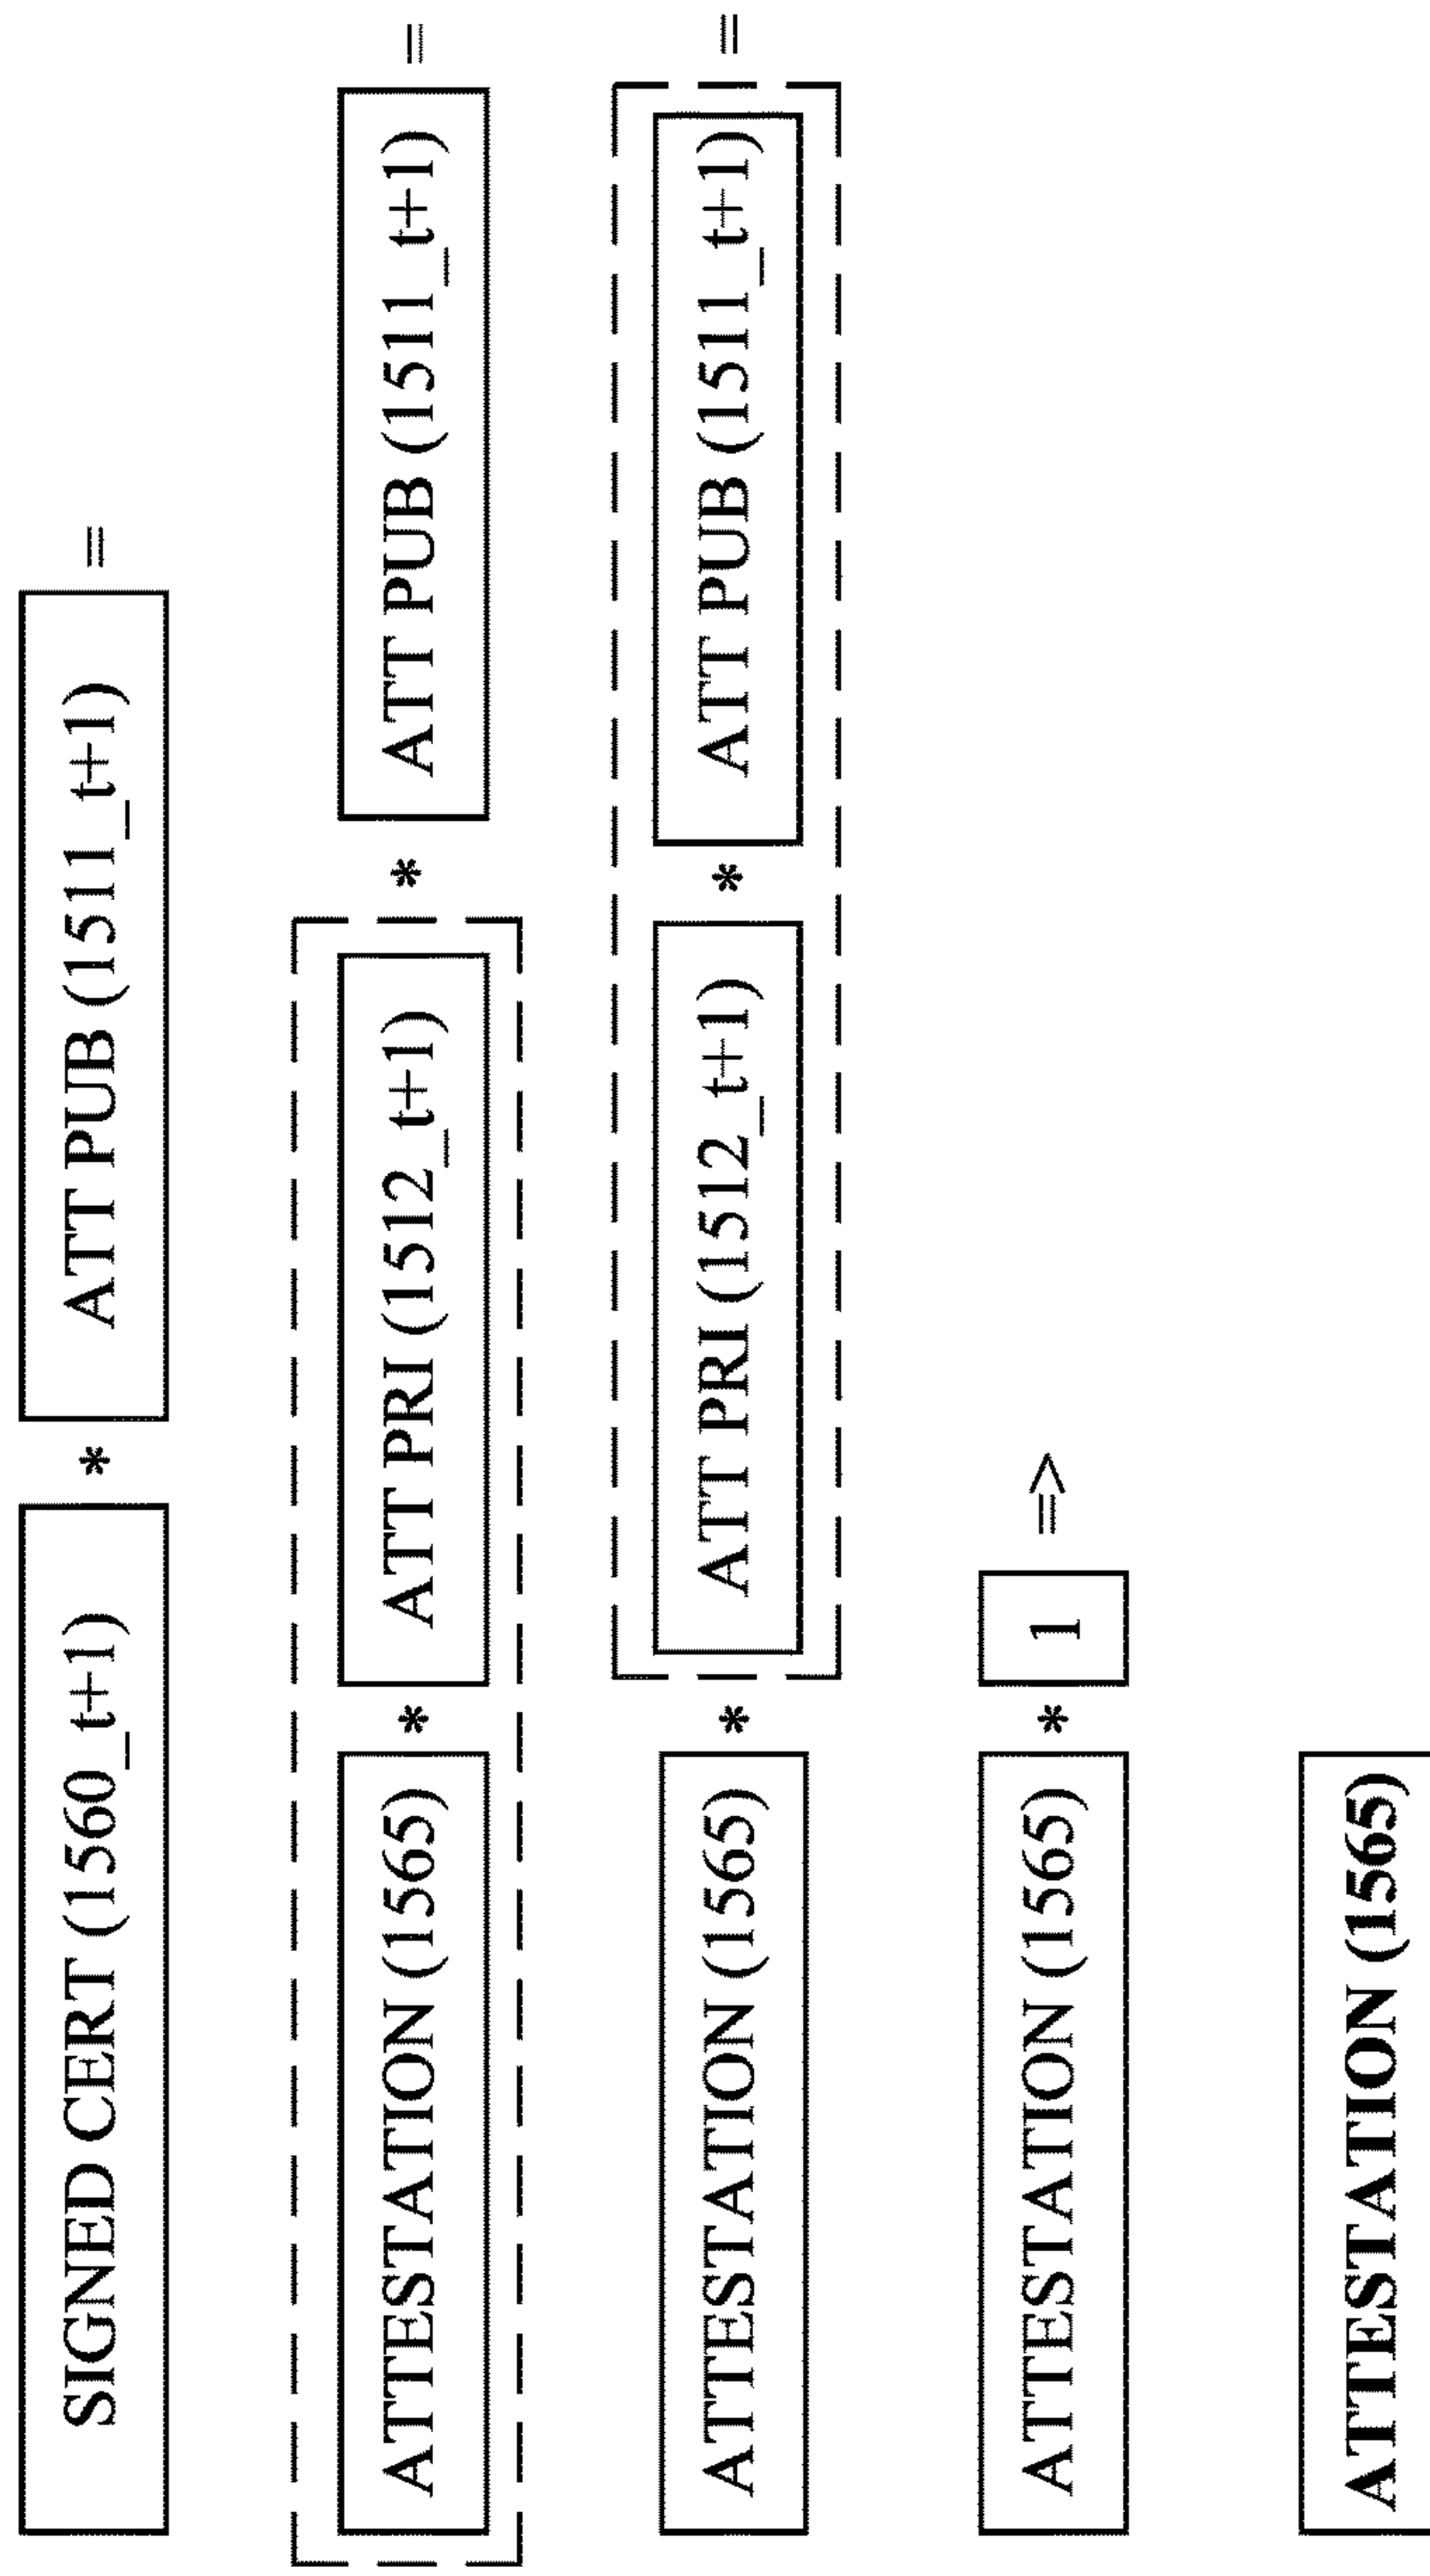 SIGNED CERT (1560_t+1) * ATT PUB (1511_t+1) =
ATTESTATION (1565) * ATT PRI (1512_t+1) * ATT PUB (1511_t+1) =
ATTESTATION (1565) * ATT PRI (1512_t+1) * ATT PUB (1511_t+1) =
ATTESTATION (1565) * 1 =>
ATTESTATION (1565)